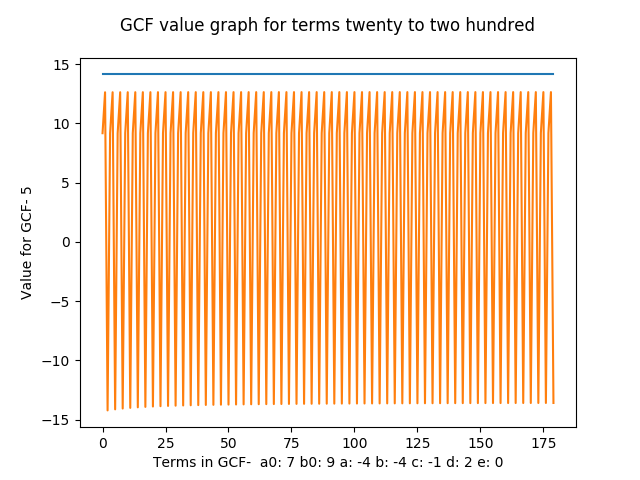 GCF value graph for terms twenty to two hundred
15
10
5
0
−5
−10
−15
Value for GCF- 5
0 25 50 75 100 125 150 175
Terms in GCF-  a0: 7 b0: 9 a: -4 b: -4 c: -1 d: 2 e: 0